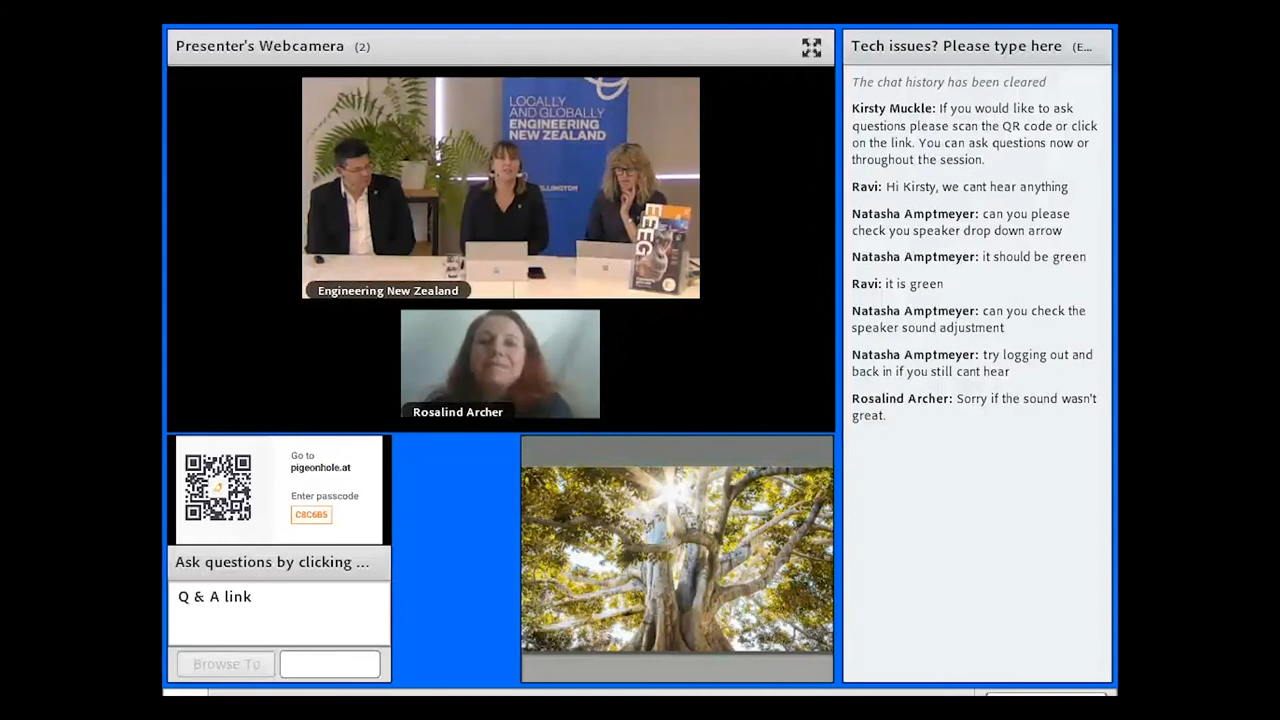 Presenter's Webcamera (2)
LOCALLY
AND GLOBALLY
ENGINEERING
NEW ZEALAND
EEEG
Engineering New Zealand
Rosalind Archer
Go to
pigeonhole.at
Enter passcode
C8C6B5
Ask questions by clicking ...
Q & A link
Browse To
Tech issues? Please type here (E...
The chat history has been cleared
Kirsty Muckle: If you would like to ask
questions please scan the QR code or click
on the link. You can ask questions now or
throughout the session.
Ravi: Hi Kirsty, we cant hear anything
Natasha Amptmeyer: can you please
check you speaker drop down arrow
Natasha Amptmeyer: it should be green
Ravi: it is green
Natasha Amptmeyer: can you check the
speaker sound adjustment
Natasha Amptmeyer: try logging out and
back in if you still cant hear
Rosalind Archer: Sorry if the sound wasn't
great.